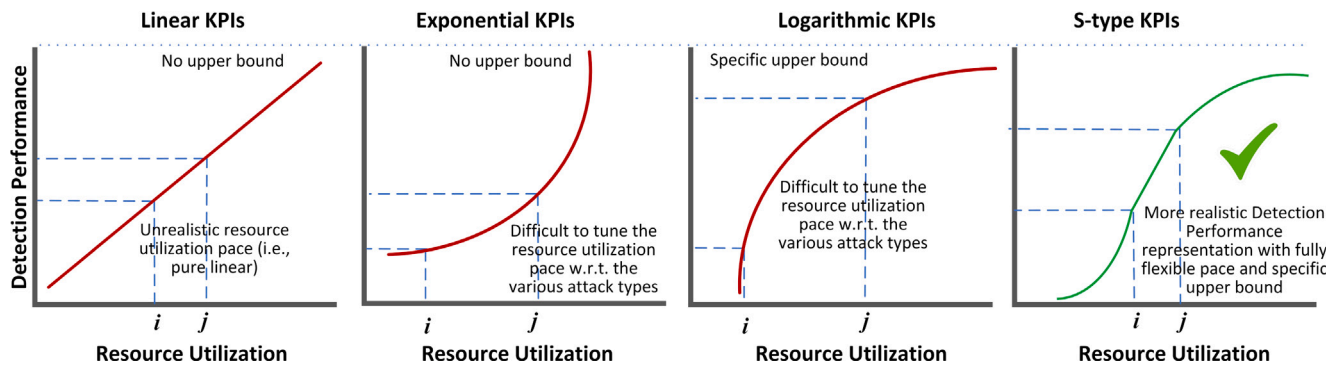 Linear KPIs
Exponential KPIs
Logarithmic KPIs
S-type KPIs
Detection Performance
No upper bound
Unrealistic resource
utilization pace (i.e.,
pure linear)
i
j
Resource Utilization
No upper bound
Difficult to tune the
resource utilization
pace w.r.t. the
various attack types
i
j
Resource Utilization
Specific upper bound
Difficult to tune the
resource utilization
pace w.r.t. the
various attack types
i
j
Resource Utilization
More realistic Detection
Performance
representation with fully
flexible pace and specific
upper bound
i
j
Resource Utilization